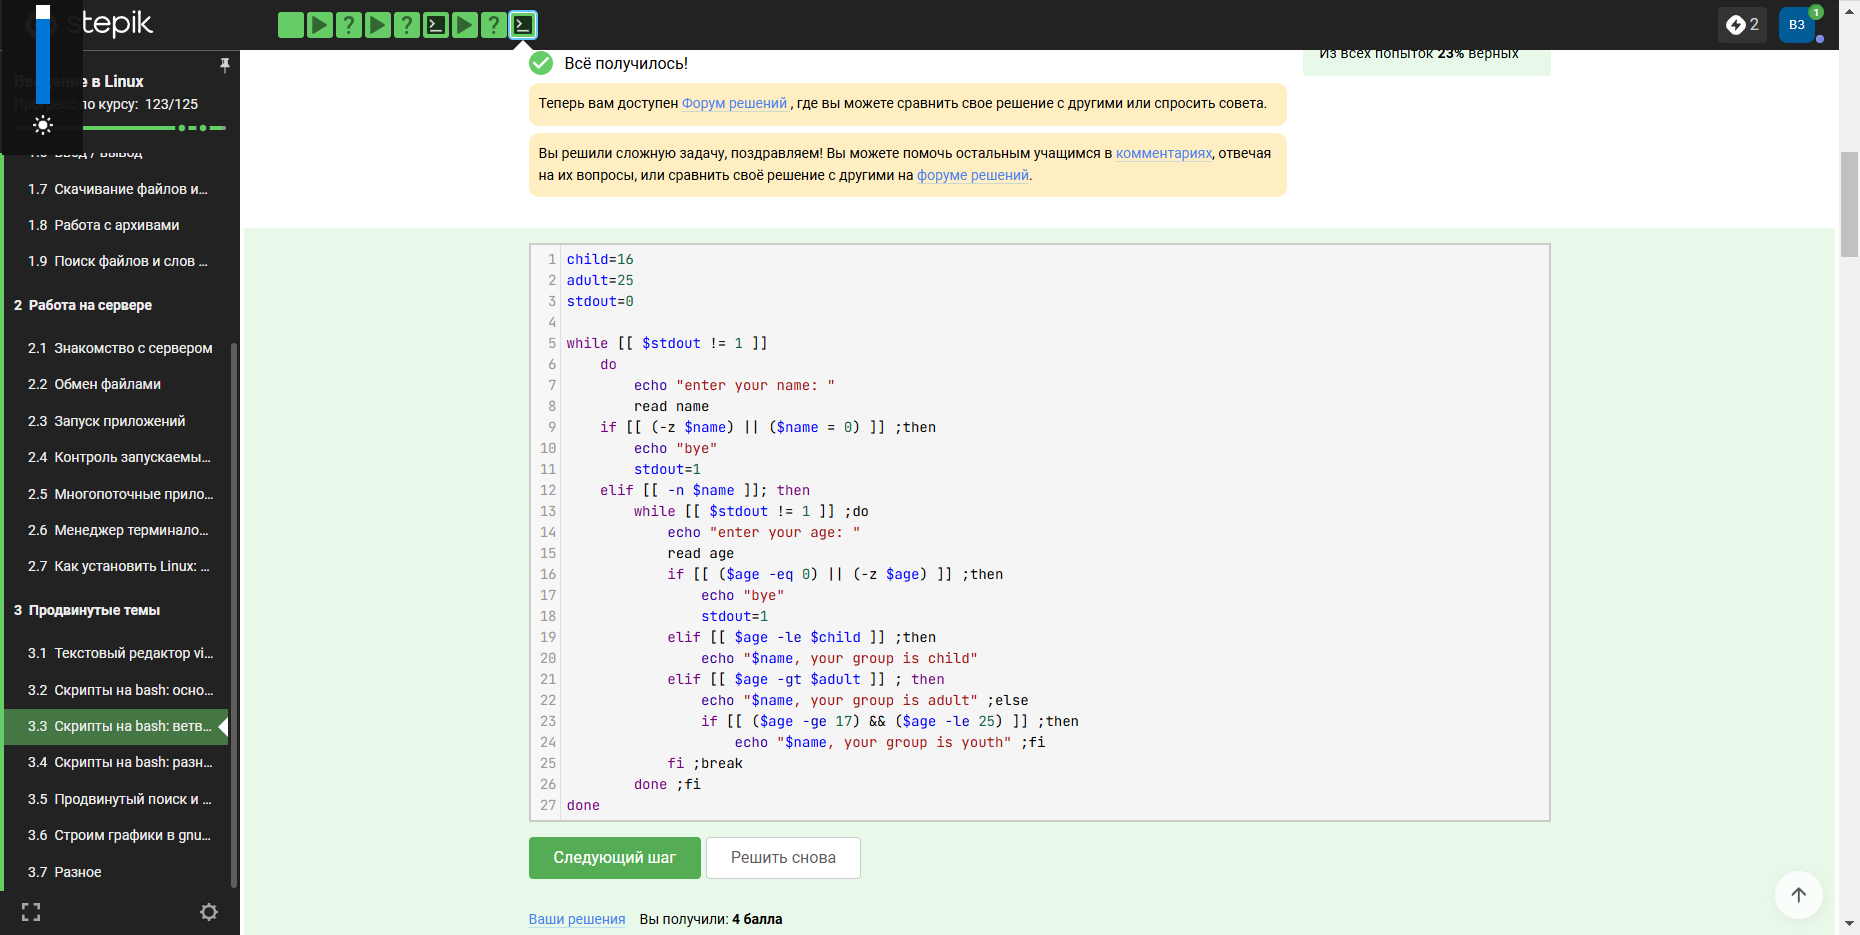 stepik
2
ВЗ
1
Введение в Linux
Прогресс по курсу: 123/125
1.6 Ввод / вывод
1.7 Скачивание файлов и...
1.8 Работа с архивами
1.9 Поиск файлов и слов ...
2 Работа на сервере
2.1 Знакомство с сервером
2.2 Обмен файлами
2.3 Запуск приложений
2.4 Контроль запускаемы...
2.5 Многопоточные прило...
2.6 Менеджер терминало...
2.7 Как установить Linux: ...
3 Продвинутые темы
3.1 Текстовый редактор vi...
3.2 Скрипты на bash: осно...
3.3 Скрипты на bash: ветв...
3.4 Скрипты на bash: разн...
3.5 Продвинутый поиск и ...
3.6 Строим графики в gnu...
3.7 Разное
Всё получилось!
Из всех попыток 23% верных
Теперь вам доступен Форум решений , где вы можете сравнить свое решение с другими или спросить совета.
Вы решили сложную задачу, поздравляем! Вы можете помочь остальным учащимся в комментариях, отвечая
на их вопросы, или сравнить своё решение с другими на форуме решений.
1 child=16
2 adult=25
3 stdout=0
4
5 while [[ $stdout != 1 ]]
6     do
7         echo "enter your name: "
8         read name
9     if [[ (-z $name) || ($name = 0) ]] ;then
10         echo "bye"
11         stdout=1
12     elif [[ -n $name ]]; then
13         while [[ $stdout != 1 ]] ;do
14             echo "enter your age: "
15             read age
16             if [[ ($age -eq 0) || (-z $age) ]] ;then
17                 echo "bye"
18                 stdout=1
19             elif [[ $age -le $child ]] ;then
20                 echo "$name, your group is child"
21             elif [[ $age -gt $adult ]] ; then
22                 echo "$name, your group is adult" ;else
23                 if [[ ($age -ge 17) && ($age -le 25) ]] ;then
24                     echo "$name, your group is youth" ;fi
25             fi ;break
26         done ;fi
27 done
Следующий шаг
Решить снова
Ваши решения Вы получили: 4 балла